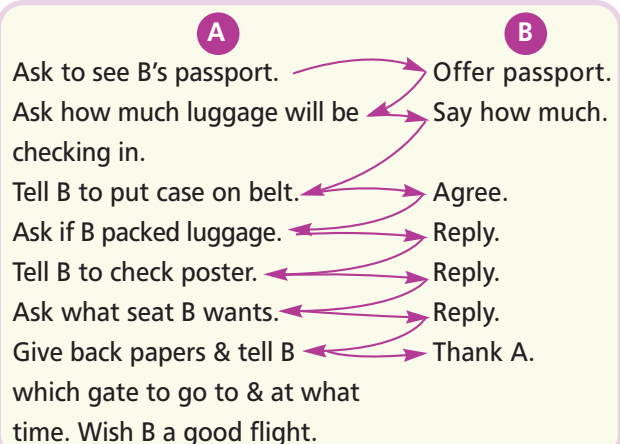 A B
Ask to see B's passport. Offer passport.
Ask how much luggage will be Say how much.
checking in.
Tell B to put case on belt. Agree.
Ask if B packed luggage. Reply.
Tell B to check poster. Reply.
Ask what seat B wants. Reply.
Give back papers & tell B Thank A.
which gate to go to & at what
time. Wish B a good flight.